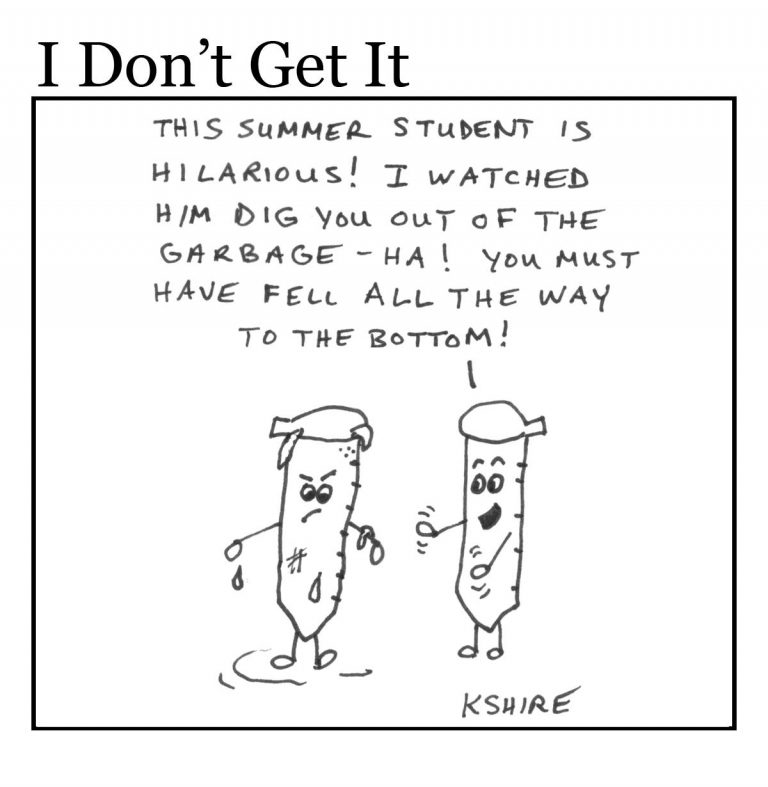 I Don't Get It
THIS SUMMER STUDENT IS
HILARIOUS! I WATCHED
HIM DIG YOU OUT OF THE
GARBAGE - HA! YOU MUST
HAVE FELL ALL THE WAY
TO THE BOTTOM!
KSHIRE